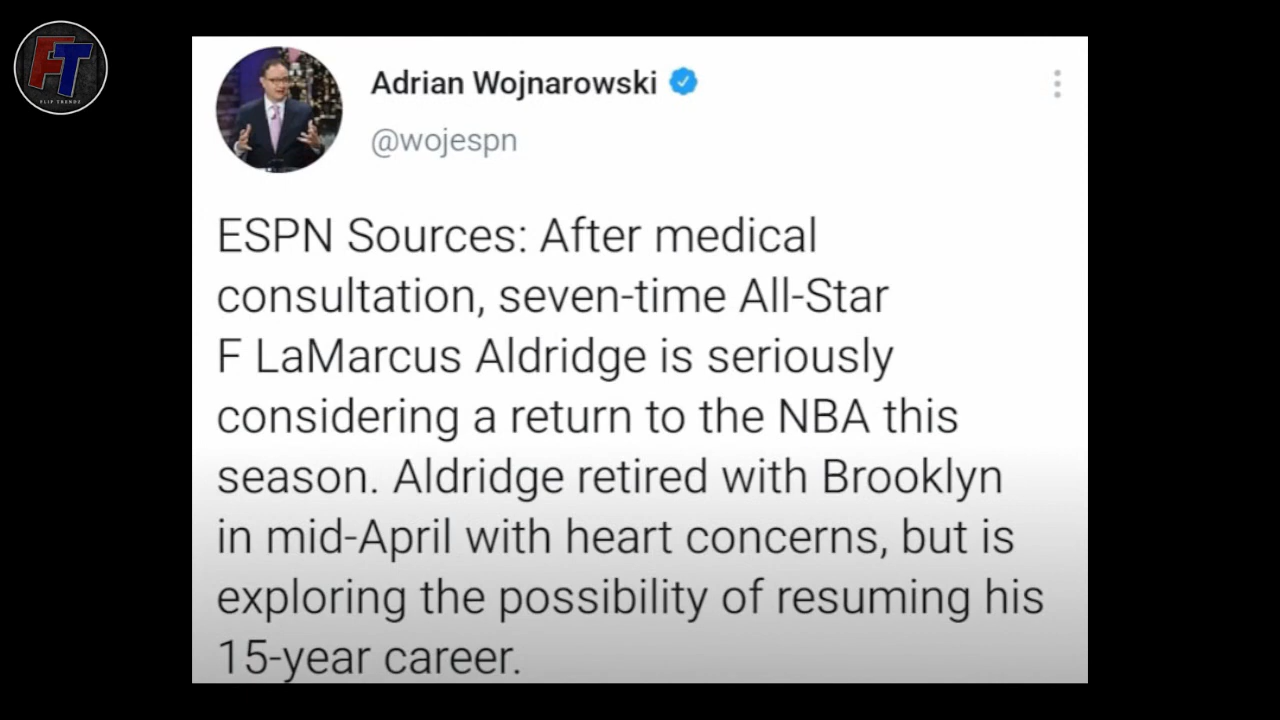 FT
FLIP TRENDZ
Adrian Wojnarowski
@wojespn
ESPN Sources: After medical
consultation, seven-time All-Star
F LaMarcus Aldridge is seriously
considering a return to the NBA this
season. Aldridge retired with Brooklyn
in mid-April with heart concerns, but is
exploring the possibility of resuming his
15-year career.